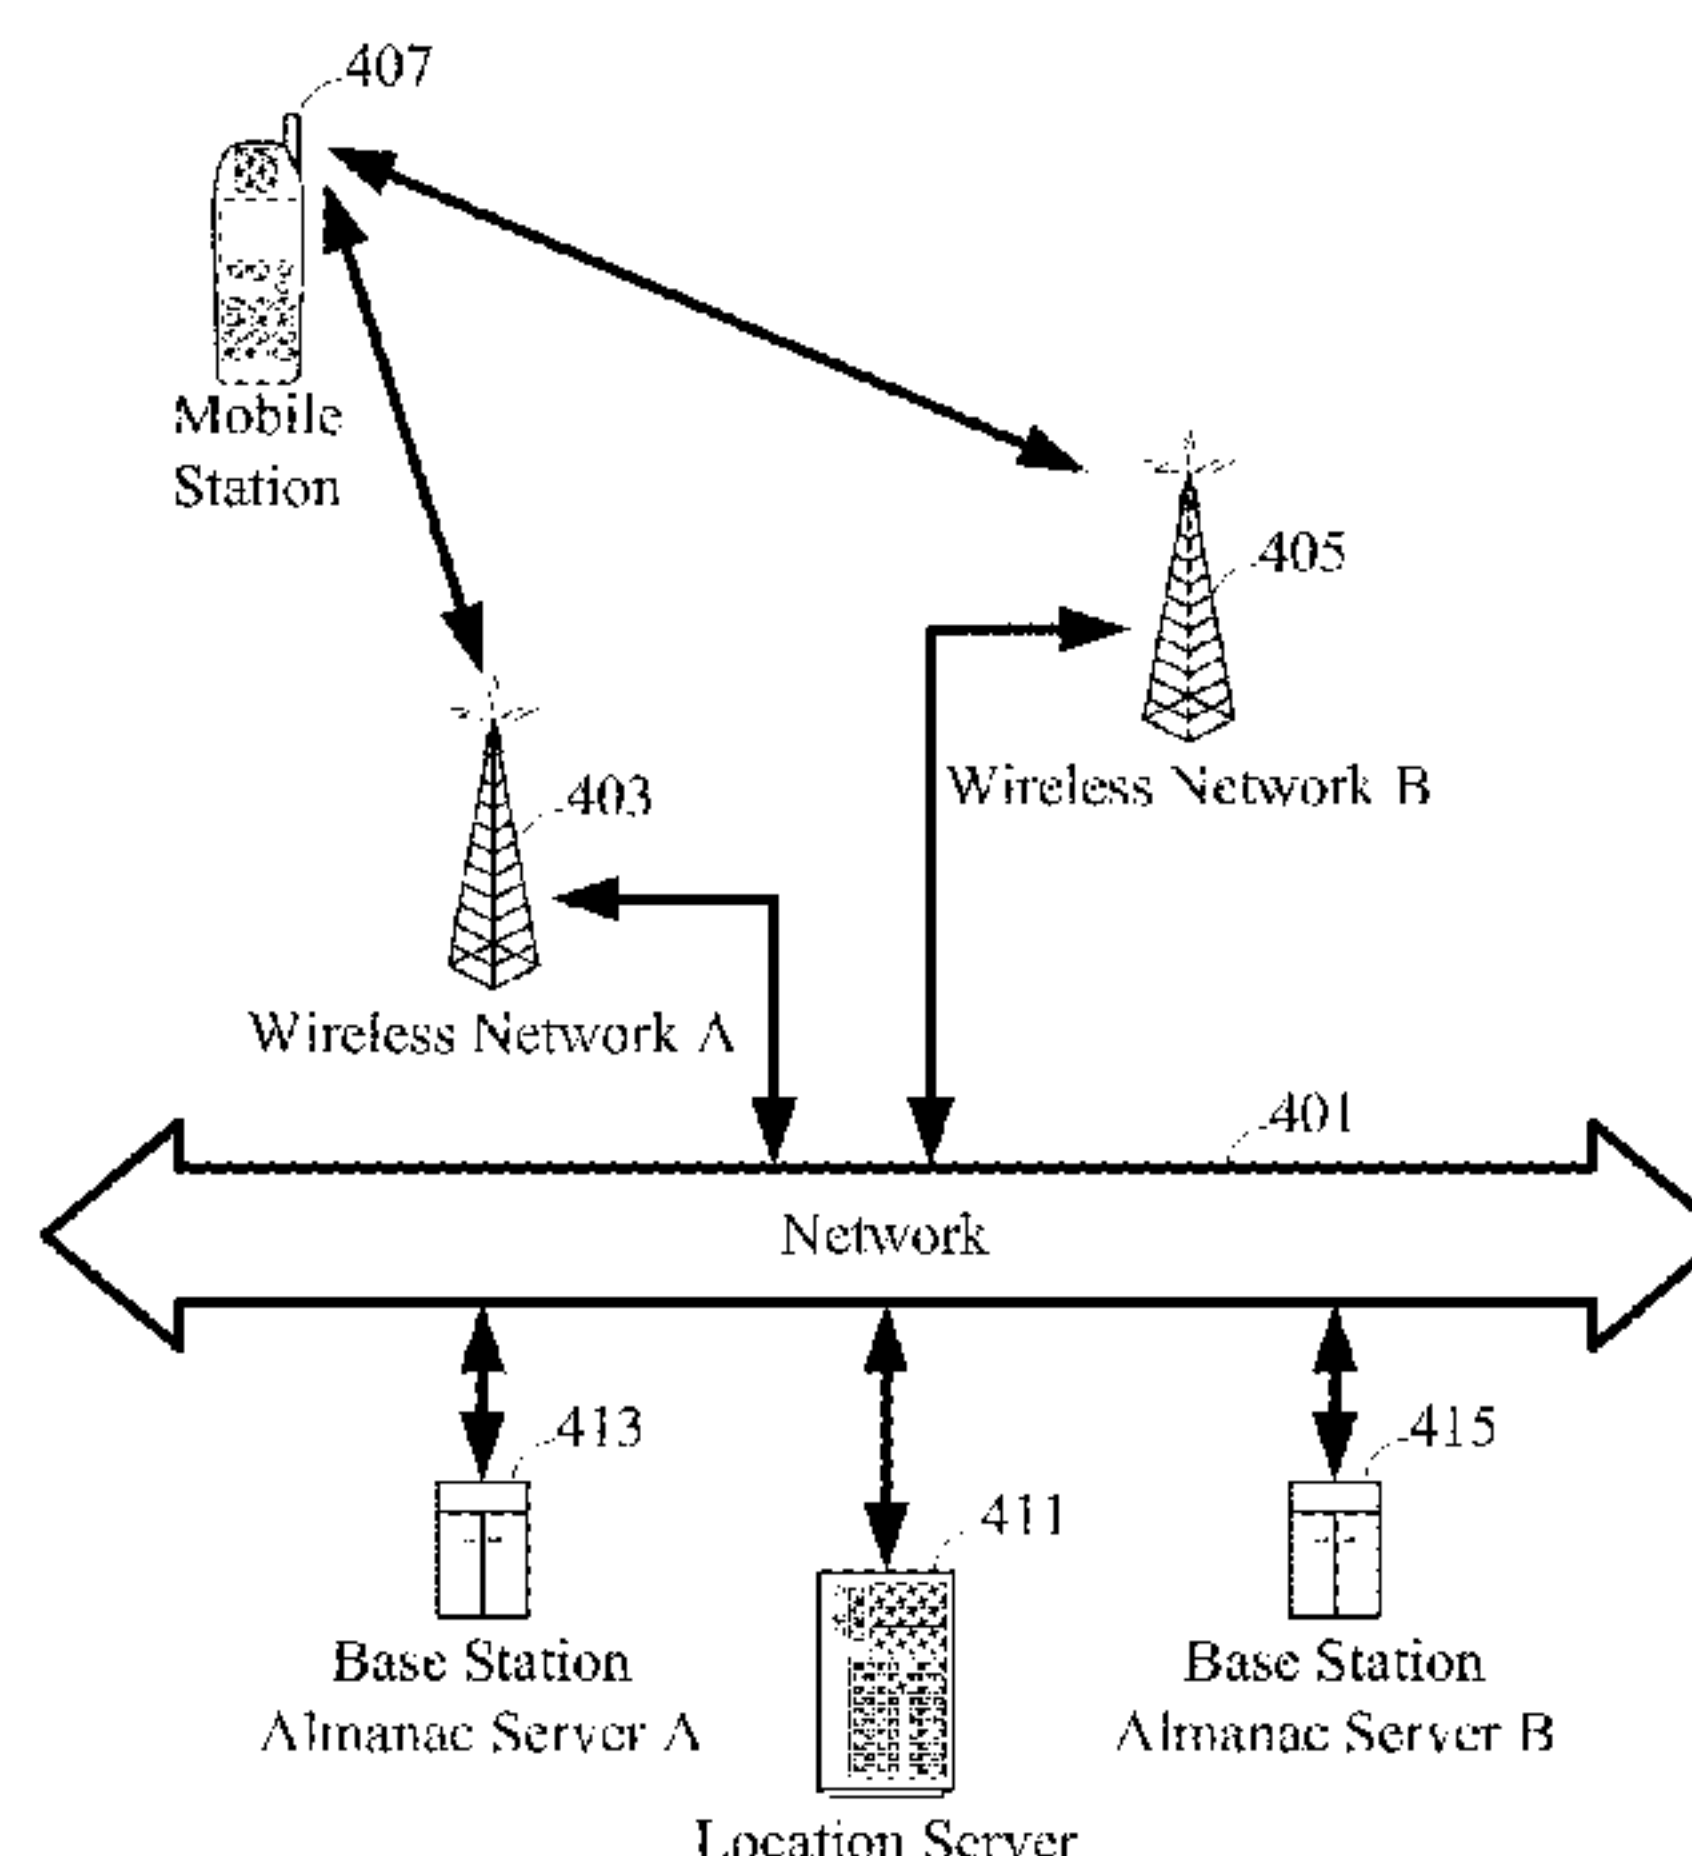 407
Mobile
Station
405
Wireless Network B
403
Wireless Network A
401
Network
413
415
411
Base Station
Almanac Server A
Base Station
Almanac Server B
Location Server